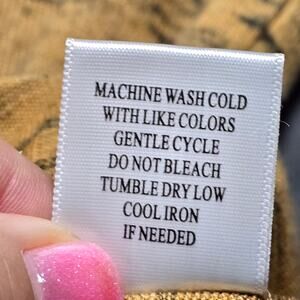 MACHINE WASH COLD
WITH LIKE COLORS
GENTLE CYCLE
DO NOT BLEACH
TUMBLE DRY LOW
COOL IRON
IF NEEDED